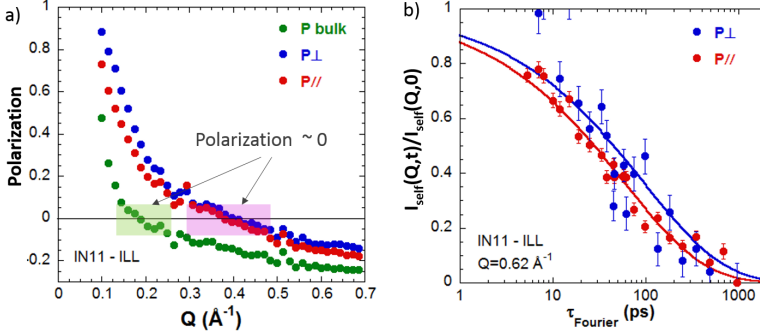 a)
Polarization
1
0.8
0.6
0.4
0.2
0
-0.2
P bulk
P⊥
P//
Polarization ~ 0
IN11 - ILL
0 0.1 0.2 0.3 0.4 0.5 0.6 0.7
Q (Å⁻¹)
b)
I_self(Q,t)/I_self(Q,0)
1
0.8
0.6
0.4
0.2
0
P⊥
P//
IN11 - ILL
Q=0.62 Å⁻¹
1 10 100 1000
τ_Fourier (ps)